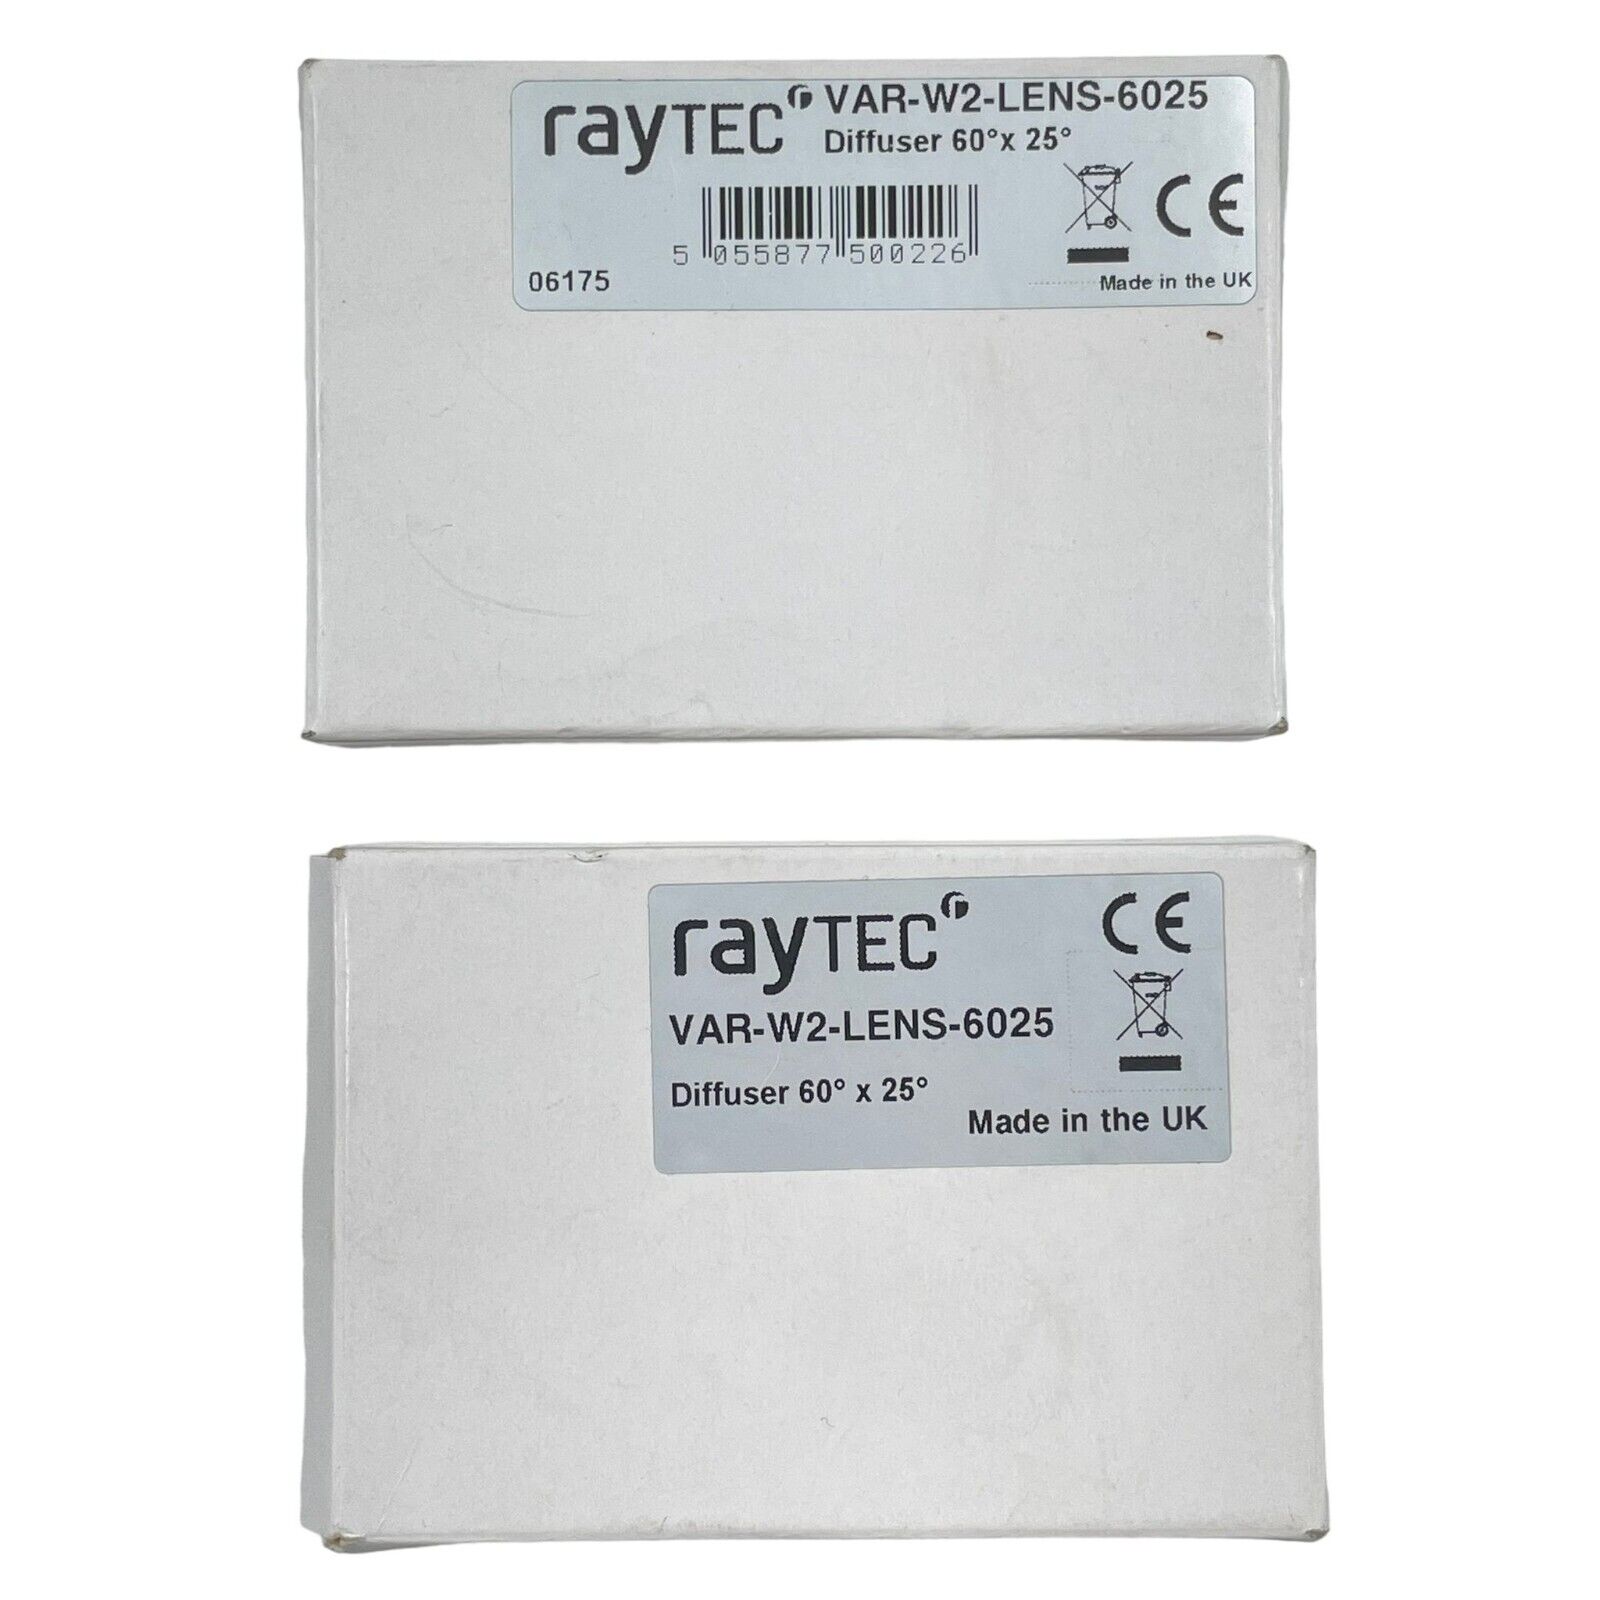 rayTEC VAR-W2-LENS-6025
Diffuser 60°x 25°
CE
5 055877 500226
06175
Made in the UK
rayTEC
CE
VAR-W2-LENS-6025
Diffuser 60° x 25°
Made in the UK